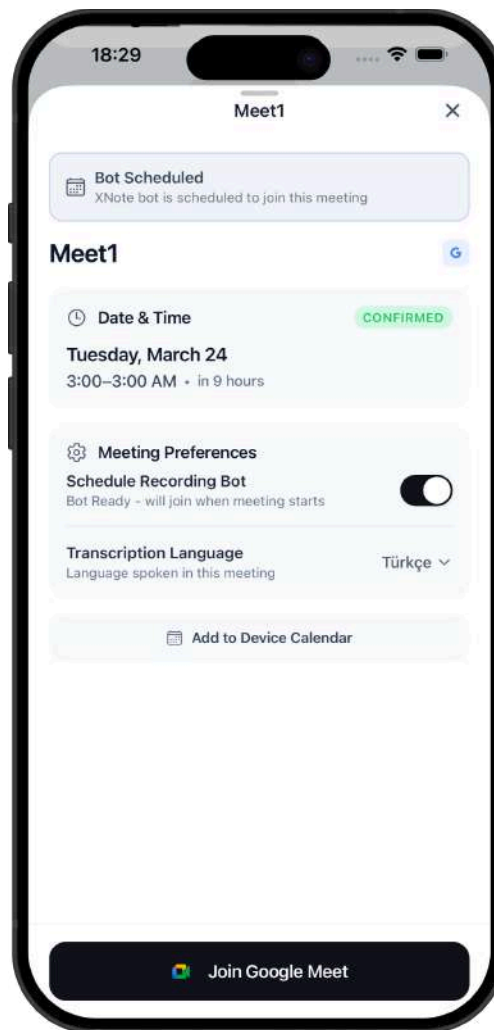 18:29
Meet1
Bot Scheduled
XNote bot is scheduled to join this meeting
Meet1
G
Date & Time
CONFIRMED
Tuesday, March 24
3:00–3:00 AM • in 9 hours
Meeting Preferences
Schedule Recording Bot
Bot Ready - will join when meeting starts
Transcription Language
Language spoken in this meeting
Türkçe
Add to Device Calendar
Join Google Meet